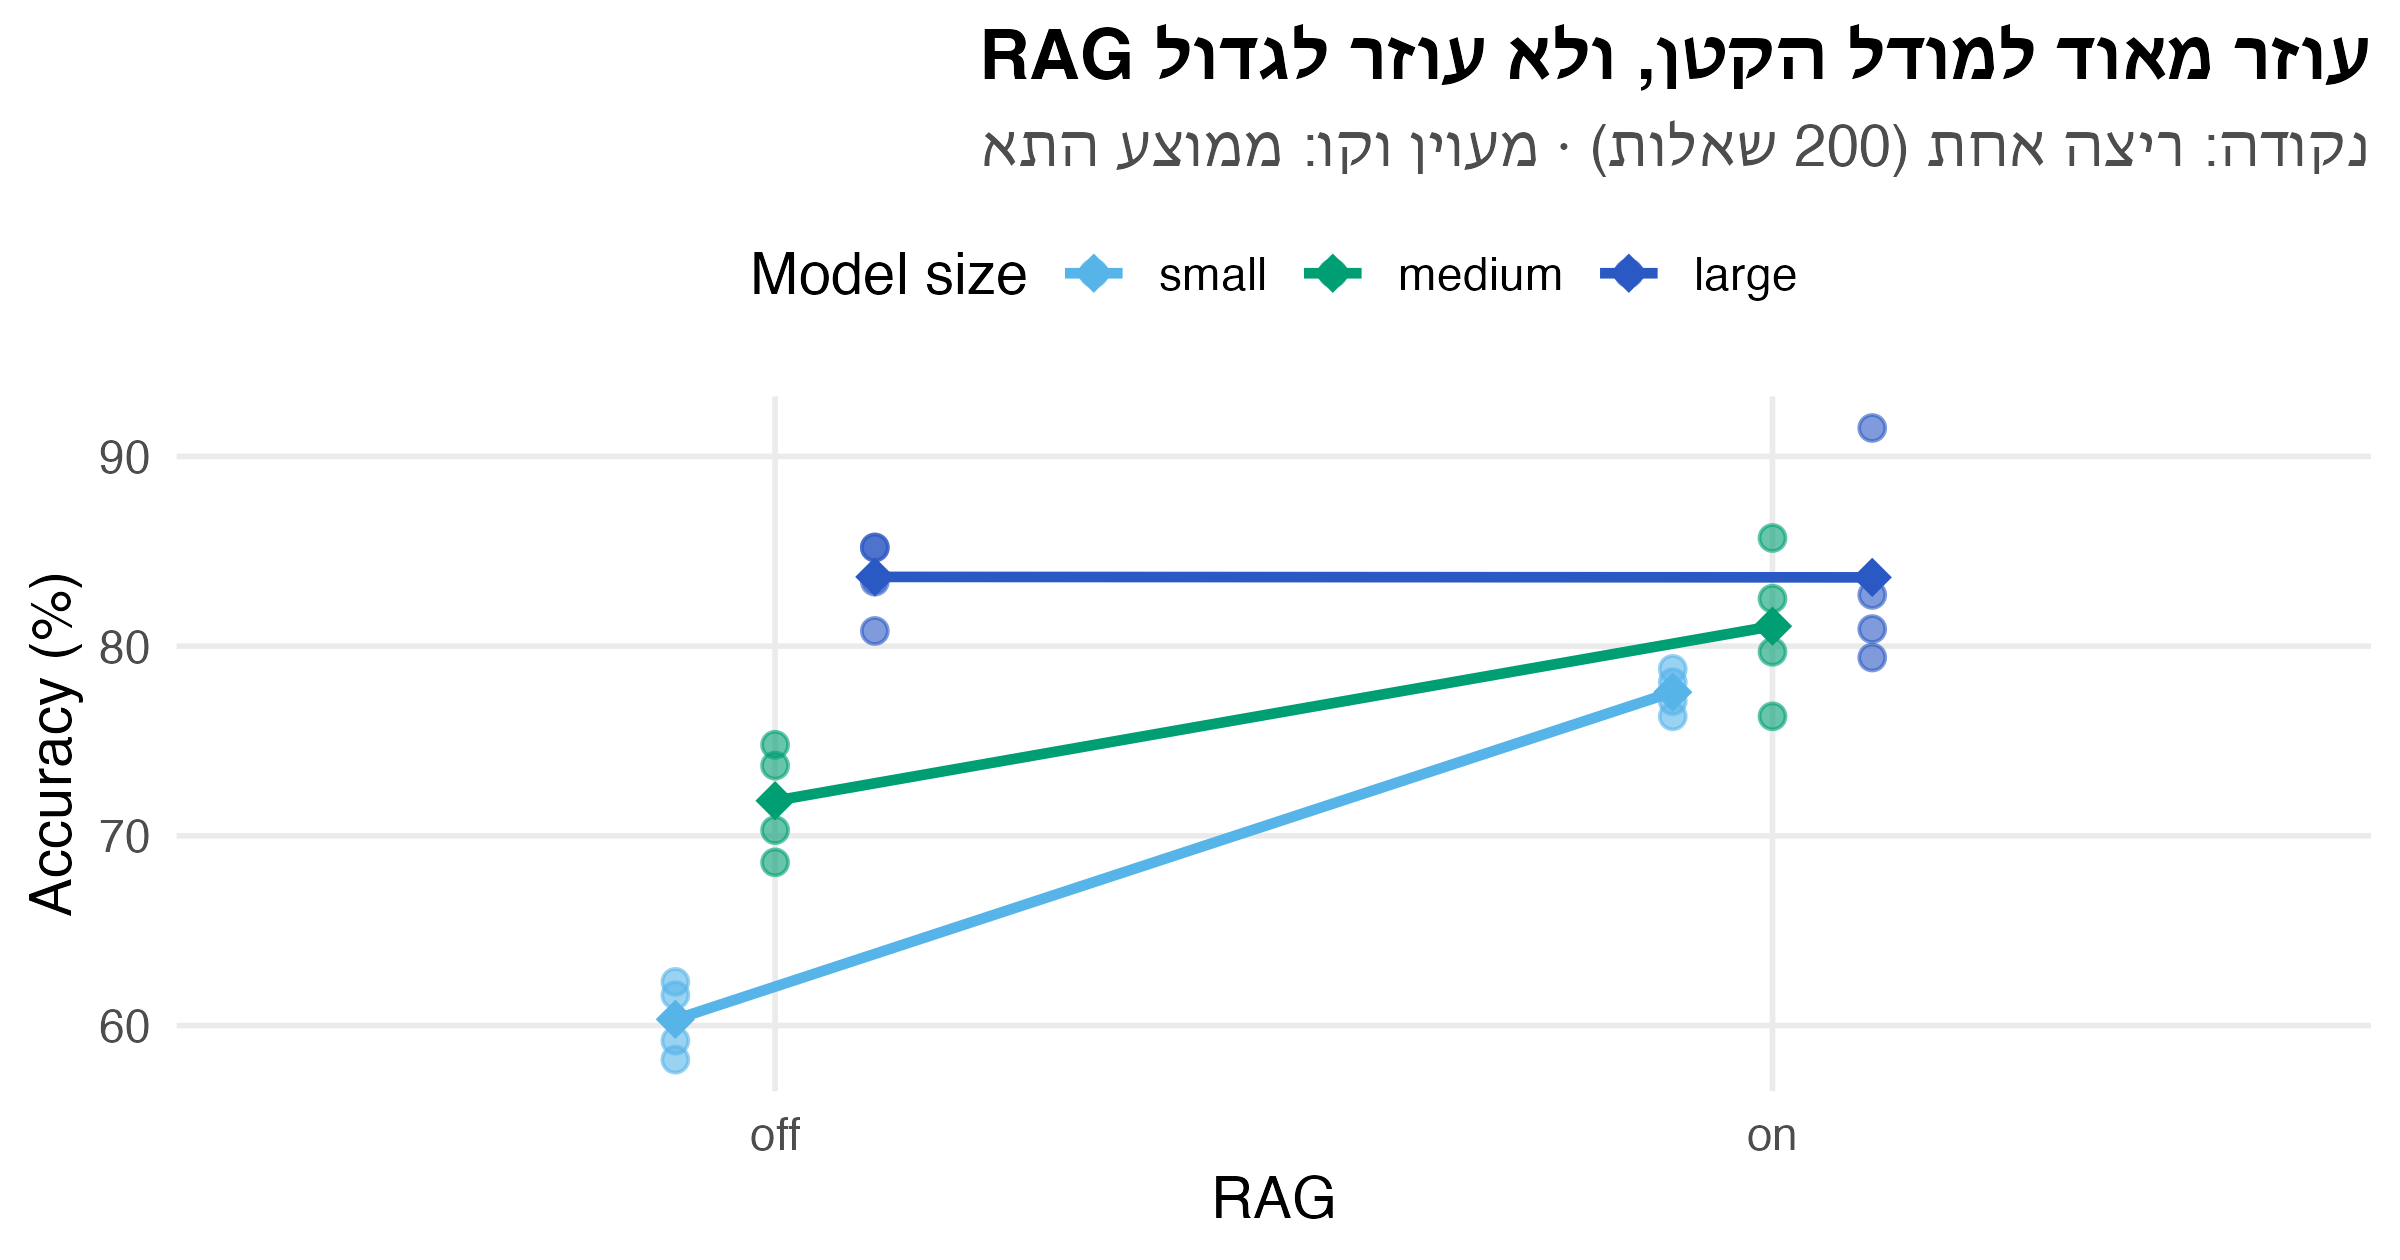 עוזר מאוד למודל הקטן, ולא עוזר לגדול RAG
נקודה: ריצה אחת (200 שאלות) · מעוין וקו: ממוצע התא
Model size small medium large
Accuracy (%)
90
80
70
60
off on
RAG